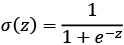 σ(z) = 1 / (1 + e^{-z})